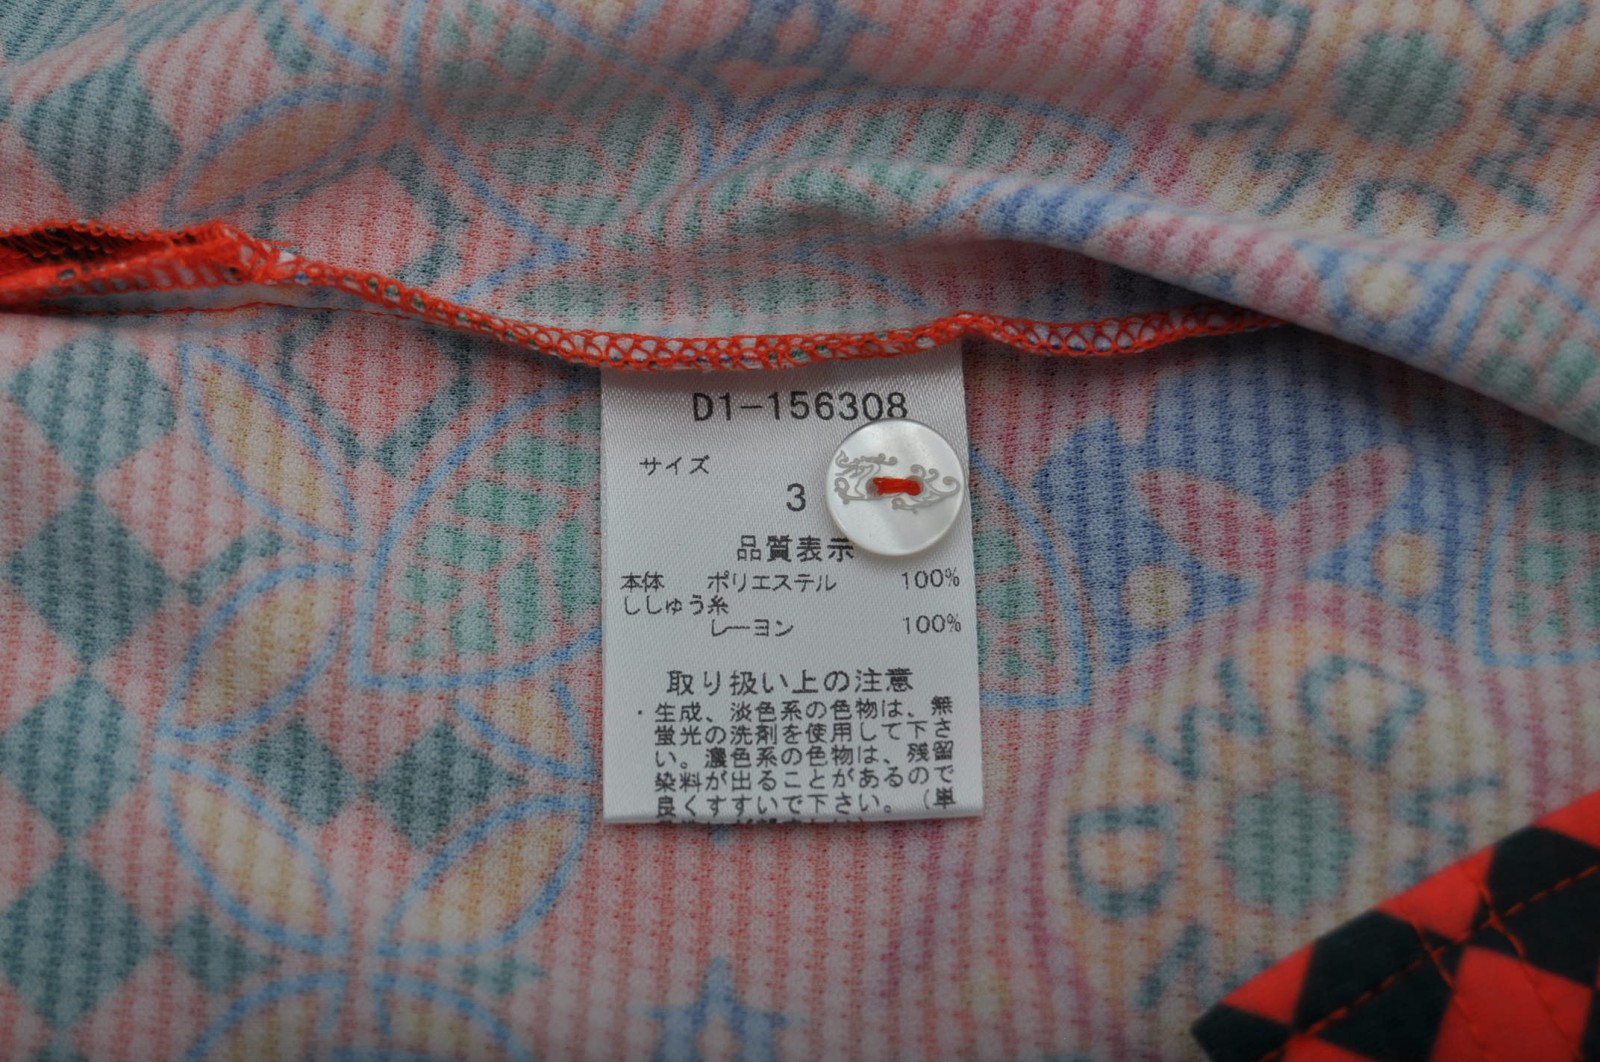 D1-156308
サイズ
3
品質表示
本体 ポリエステル 100%
ししゅう糸
レーヨン 100%
取り扱い上の注意
・生成、淡色系の色物は、無
蛍光の洗剤を使用して下さ
い。濃色系の色物は、残留
染料が出ることがあるので
良くすすいで下さい。（単